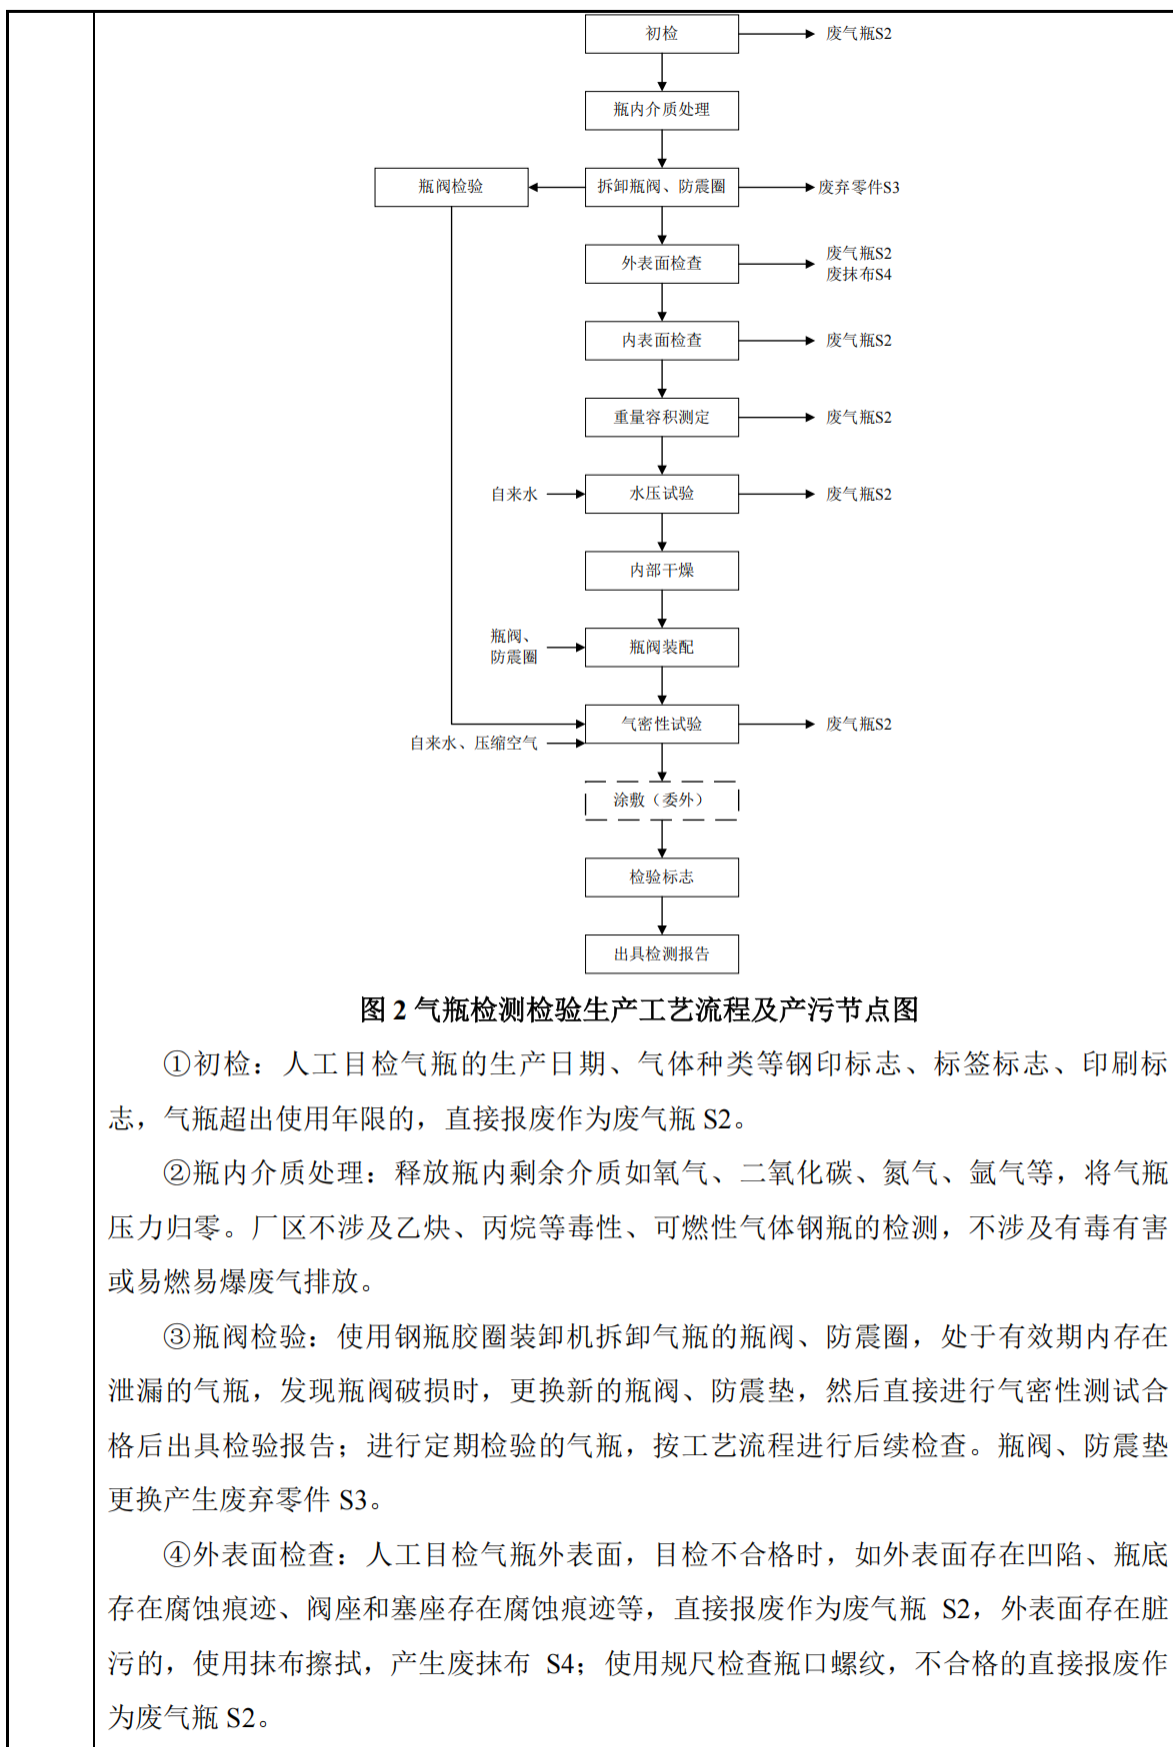 初检
废气瓶S2
瓶内介质处理
瓶阀检验
拆卸瓶阀、防震圈
废弃零件S3
外表面检查
废气瓶S2
废抹布S4
内表面检查
废气瓶S2
重量容积测定
废气瓶S2
自来水
水压试验
废气瓶S2
内部干燥
瓶阀、
防震圈
瓶阀装配
气密性试验
废气瓶S2
自来水、压缩空气
涂敷（委外）
检验标志
出具检测报告
图 2 气瓶检测检验生产工艺流程及产污节点图
①初检：人工目检气瓶的生产日期、气体种类等钢印标志、标签标志、印刷标
志，气瓶超出使用年限的，直接报废作为废气瓶 S2。
②瓶内介质处理：释放瓶内剩余介质如氧气、二氧化碳、氮气、氩气等，将气瓶
压力归零。厂区不涉及乙炔、丙烷等毒性、可燃性气体钢瓶的检测，不涉及有毒有害
或易燃易爆废气排放。
③瓶阀检验：使用钢瓶胶圈装卸机拆卸气瓶的瓶阀、防震圈，处于有效期内存在
泄漏的气瓶，发现瓶阀破损时，更换新的瓶阀、防震垫，然后直接进行气密性测试合
格后出具检验报告；进行定期检验的气瓶，按工艺流程进行后续检查。瓶阀、防震垫
更换产生废弃零件 S3。
④外表面检查：人工目检气瓶外表面，目检不合格时，如外表面存在凹陷、瓶底
存在腐蚀痕迹、阀座和塞座存在腐蚀痕迹等，直接报废作为废气瓶 S2，外表面存在脏
污的，使用抹布擦拭，产生废抹布 S4；使用规尺检查瓶口螺纹，不合格的直接报废作
为废气瓶 S2。